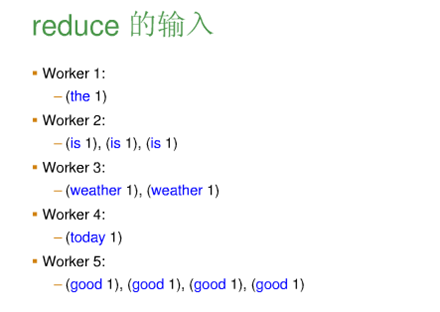 reduce 的输入
▪ Worker 1:
– (the 1)
▪ Worker 2:
– (is 1), (is 1), (is 1)
▪ Worker 3:
– (weather 1), (weather 1)
▪ Worker 4:
– (today 1)
▪ Worker 5:
– (good 1), (good 1), (good 1), (good 1)